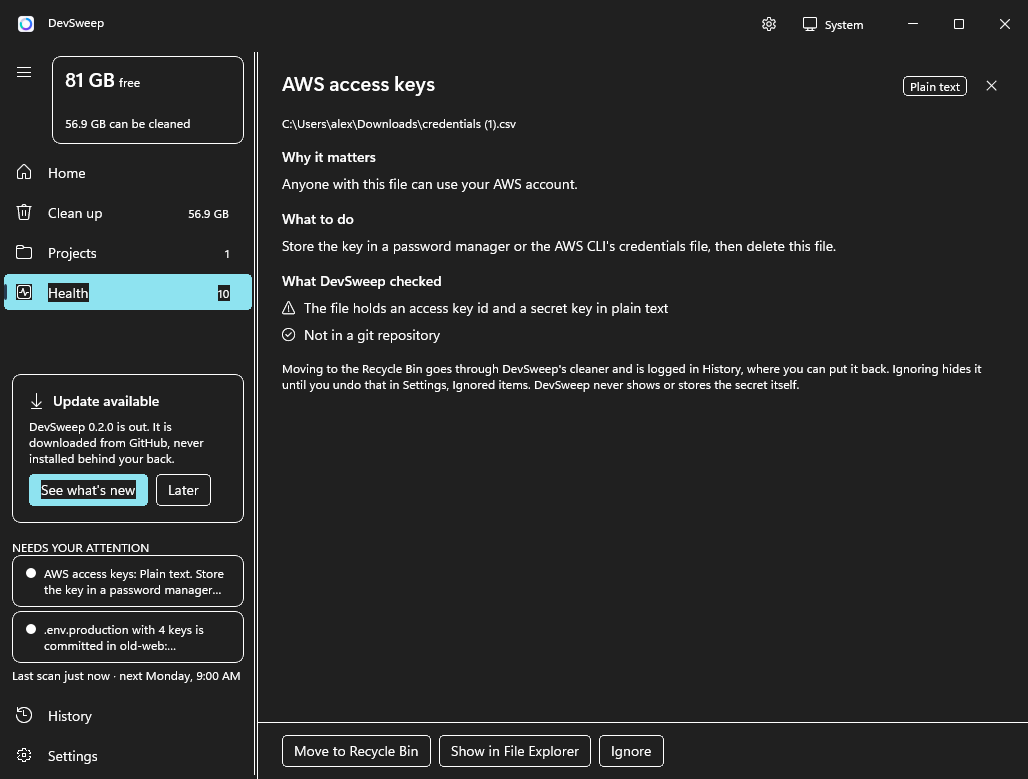 DevSweep
System
81 GB free
56.9 GB can be cleaned
Home
Clean up 56.9 GB
Projects 1
Health 10
Update available
DevSweep 0.2.0 is out. It is
downloaded from GitHub, never
installed behind your back.
See what's new Later
NEEDS YOUR ATTENTION
AWS access keys: Plain text. Store
the key in a password manager...
.env.production with 4 keys is
committed in old-web:...
Last scan just now · next Monday, 9:00 AM
History
Settings
AWS access keys
Plain text
C:\Users\alex\Downloads\credentials (1).csv
Why it matters
Anyone with this file can use your AWS account.
What to do
Store the key in a password manager or the AWS CLI's credentials file, then delete this file.
What DevSweep checked
The file holds an access key id and a secret key in plain text
Not in a git repository
Moving to the Recycle Bin goes through DevSweep's cleaner and is logged in History, where you can put it back. Ignoring hides it
until you undo that in Settings, Ignored items. DevSweep never shows or stores the secret itself.
Move to Recycle Bin Show in File Explorer Ignore